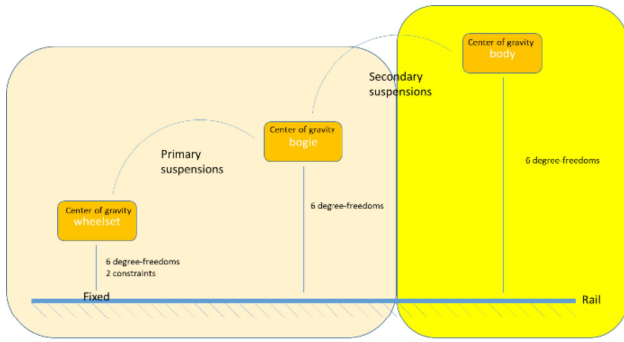 Center of gravity
body
Secondary
suspensions
Center of gravity
bogie
Primary
suspensions
6 degree-freedoms
6 degree-freedoms
Center of gravity
wheelset
6 degree-freedoms
2 constraints
Fixed
Rail